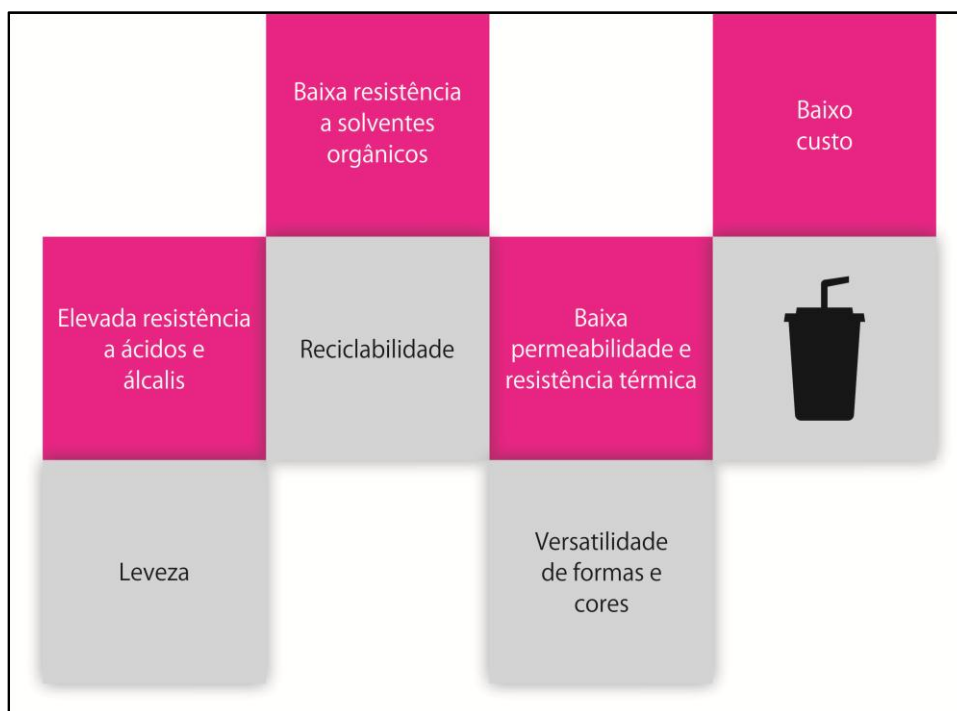 Baixa resistência
a solventes
orgânicos
Baixo
custo
Elevada resistência
a ácidos e
álcalis
Reciclabilidade
Baixa
permeabilidade e
resistência térmica
Leveza
Versatilidade
de formas e
cores